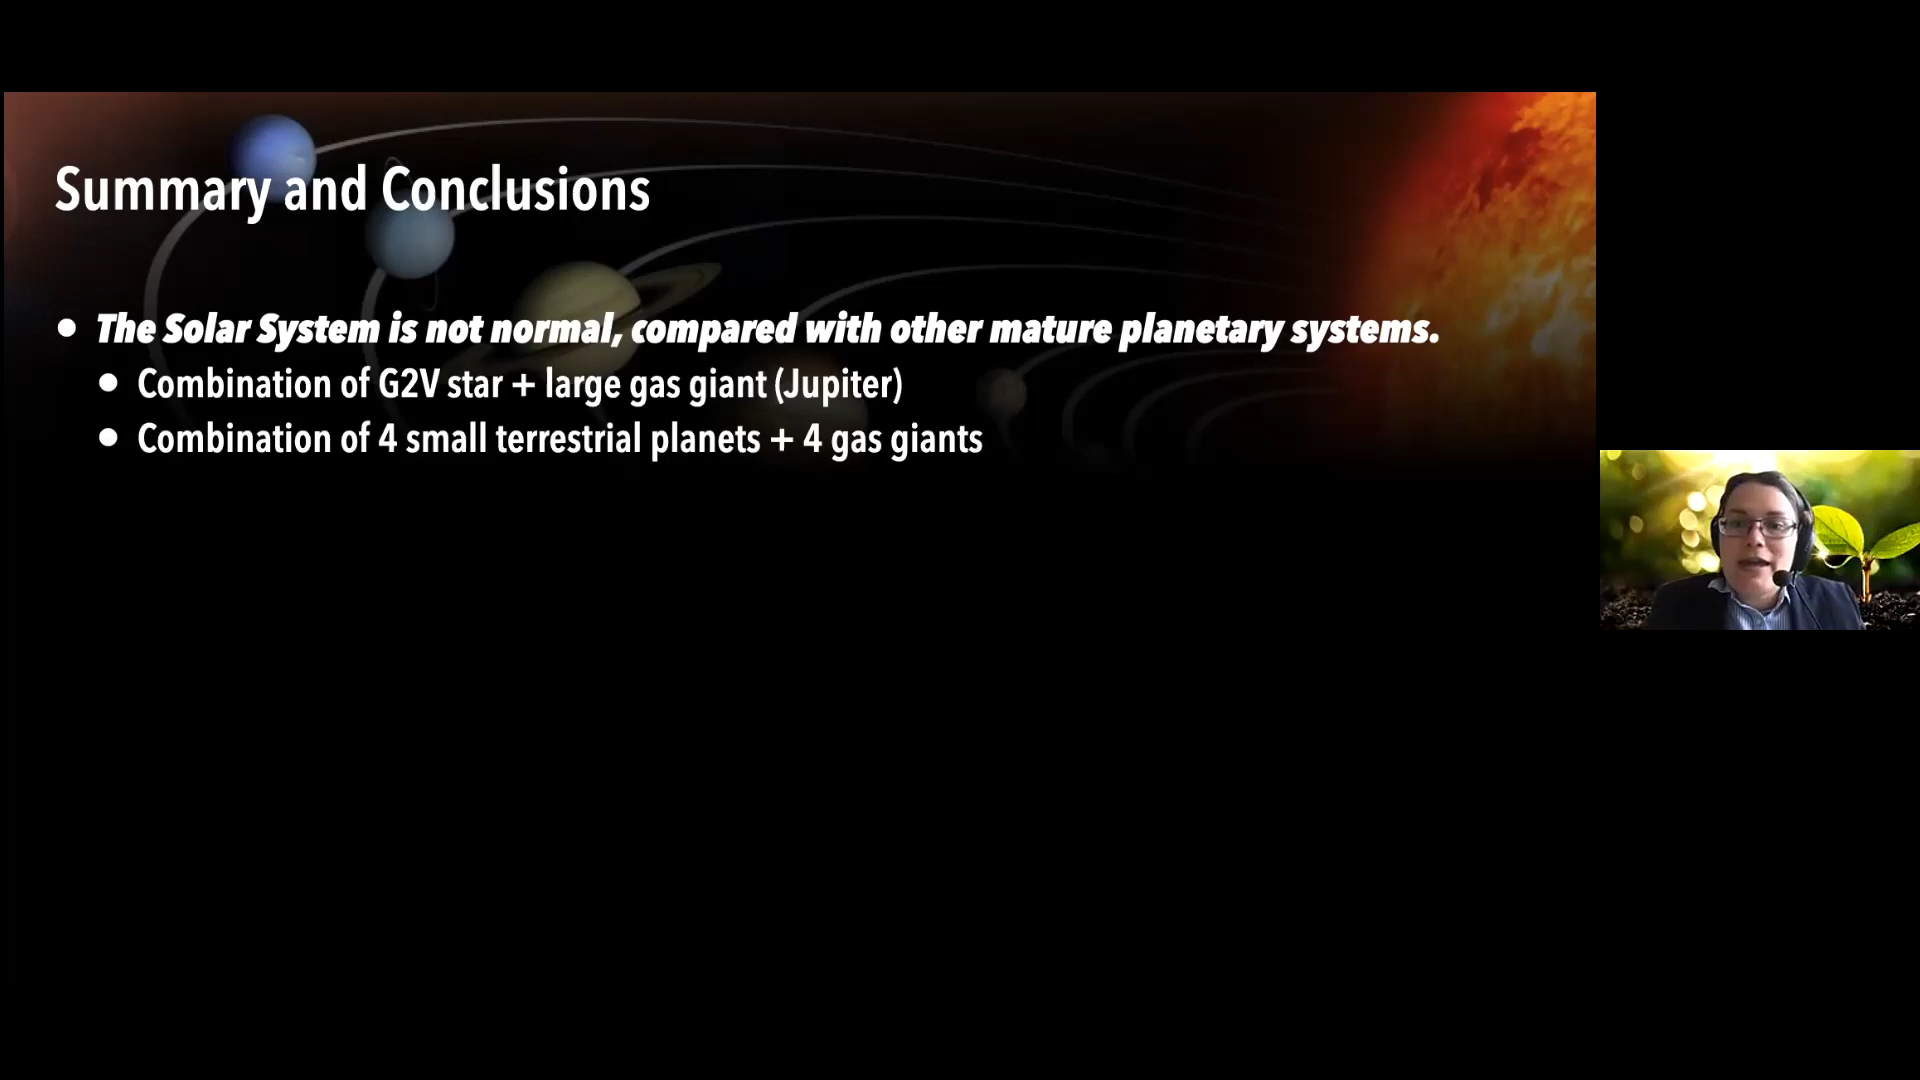 Summary and Conclusions
• The Solar System is not normal, compared with other mature planetary systems.
• Combination of G2V star + large gas giant (Jupiter)
• Combination of 4 small terrestrial planets + 4 gas giants